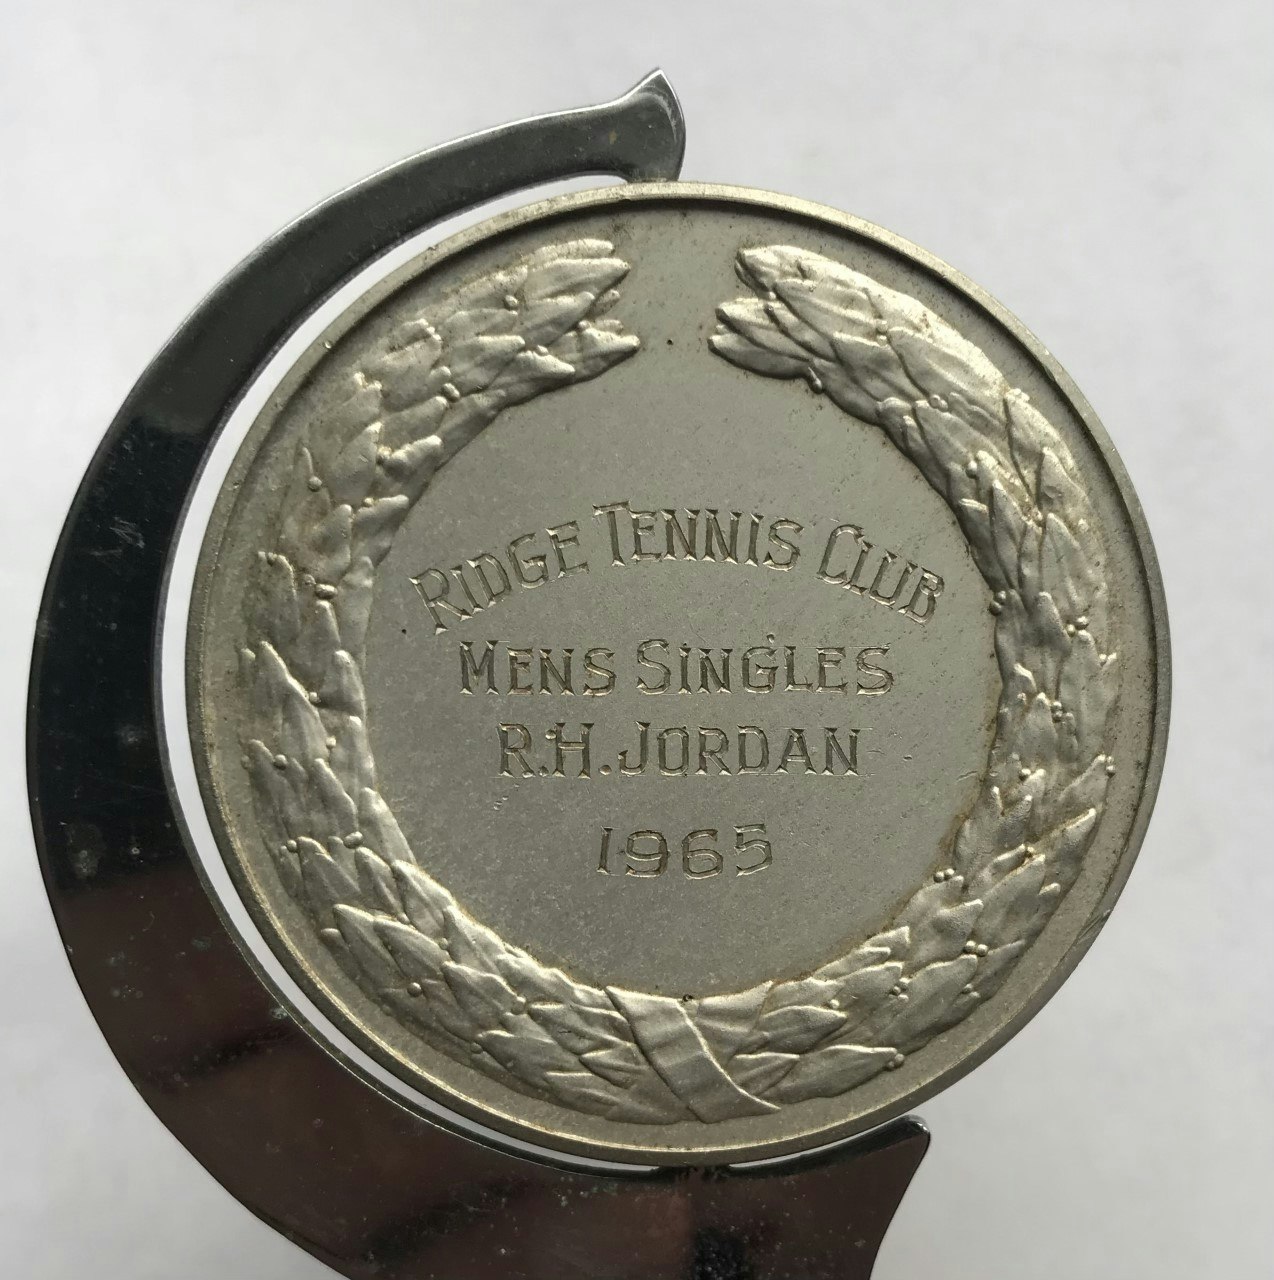 RIDGE TENNIS CLUB
MENS SINGLES
R.H. JORDAN
1965